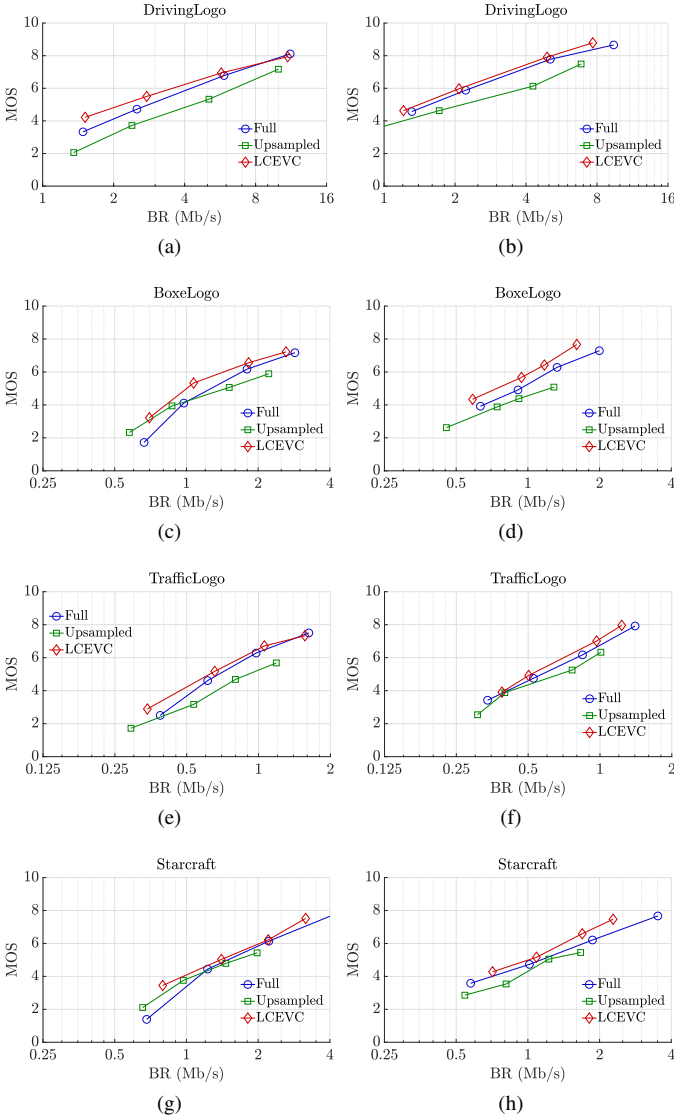 DrivingLogo
10
8
6
4
2
0
MOS
Full
Upsampled
LCEVC
1 2 4 8 16
BR (Mb/s)
(a)
DrivingLogo
10
8
6
4
2
0
MOS
Full
Upsampled
LCEVC
1 2 4 8 16
BR (Mb/s)
(b)
BoxeLogo
10
8
6
4
2
0
MOS
Full
Upsampled
LCEVC
0.25 0.5 1 2 4
BR (Mb/s)
(c)
BoxeLogo
10
8
6
4
2
0
MOS
Full
Upsampled
LCEVC
0.25 0.5 1 2 4
BR (Mb/s)
(d)
TrafficLogo
10
8
6
4
2
0
MOS
Full
Upsampled
LCEVC
0.125 0.25 0.5 1 2
BR (Mb/s)
(e)
TrafficLogo
10
8
6
4
2
0
MOS
Full
Upsampled
LCEVC
0.125 0.25 0.5 1 2
BR (Mb/s)
(f)
Starcraft
10
8
6
4
2
0
MOS
Full
Upsampled
LCEVC
0.25 0.5 1 2 4
BR (Mb/s)
(g)
Starcraft
10
8
6
4
2
0
MOS
Full
Upsampled
LCEVC
0.25 0.5 1 2 4
BR (Mb/s)
(h)